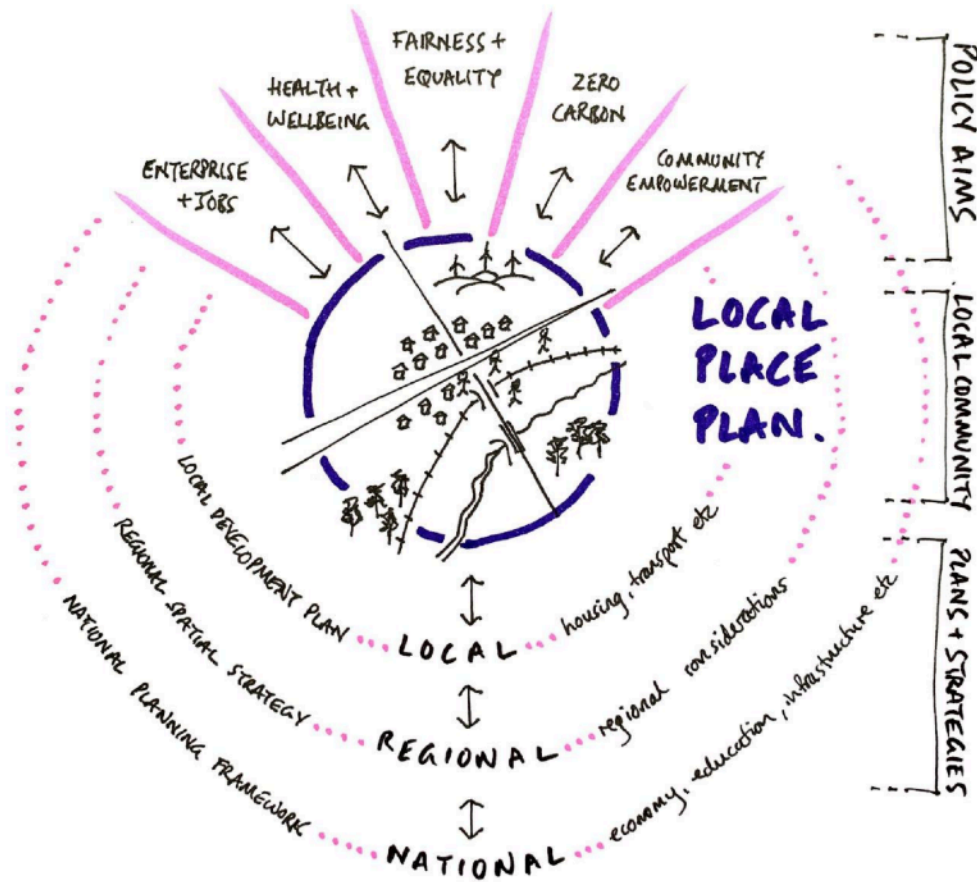 FAIRNESS +
EQUALITY
HEALTH +
WELLBEING
ZERO
CARBON
ENTERPRISE
+ JOBS
COMMUNITY
EMPOWERMENT
POLICY AIMS
LOCAL
PLACE
PLAN.
LOCAL COMMUNITY
LOCAL DEVELOPMENT PLAN
LOCAL
housing, transport etc
REGIONAL SPATIAL STRATEGY
REGIONAL
regional considerations
NATIONAL PLANNING FRAMEWORK
NATIONAL
economy, education, infrastructure etc
PLANS + STRATEGIES